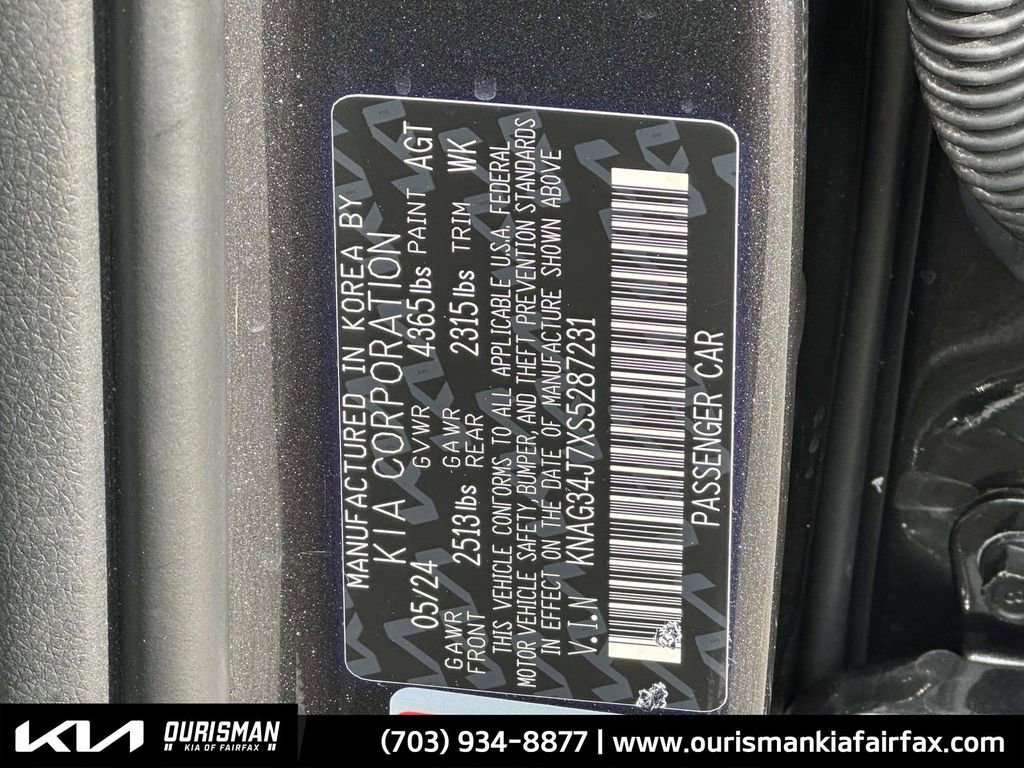 MANUFACTURED IN KOREA BY
KIA CORPORATION
05/24 GVWR 4365lbs PAINT AGT
GAWR FRONT 2513lbs GAWR REAR 2315lbs TRIM WK
THIS VEHICLE CONFORMS TO ALL APPLICABLE U.S.A. FEDERAL
MOTOR VEHICLE SAFETY, BUMPER, AND THEFT PREVENTION STANDARDS
IN EFFECT ON THE DATE OF MANUFACTURE SHOWN ABOVE
V.I.N KNAG34J7XS5287231
PASSENGER CAR
KIA OURISMAN
KIA OF FAIRFAX
(703) 934-8877 | www.ourismankiafairfax.com